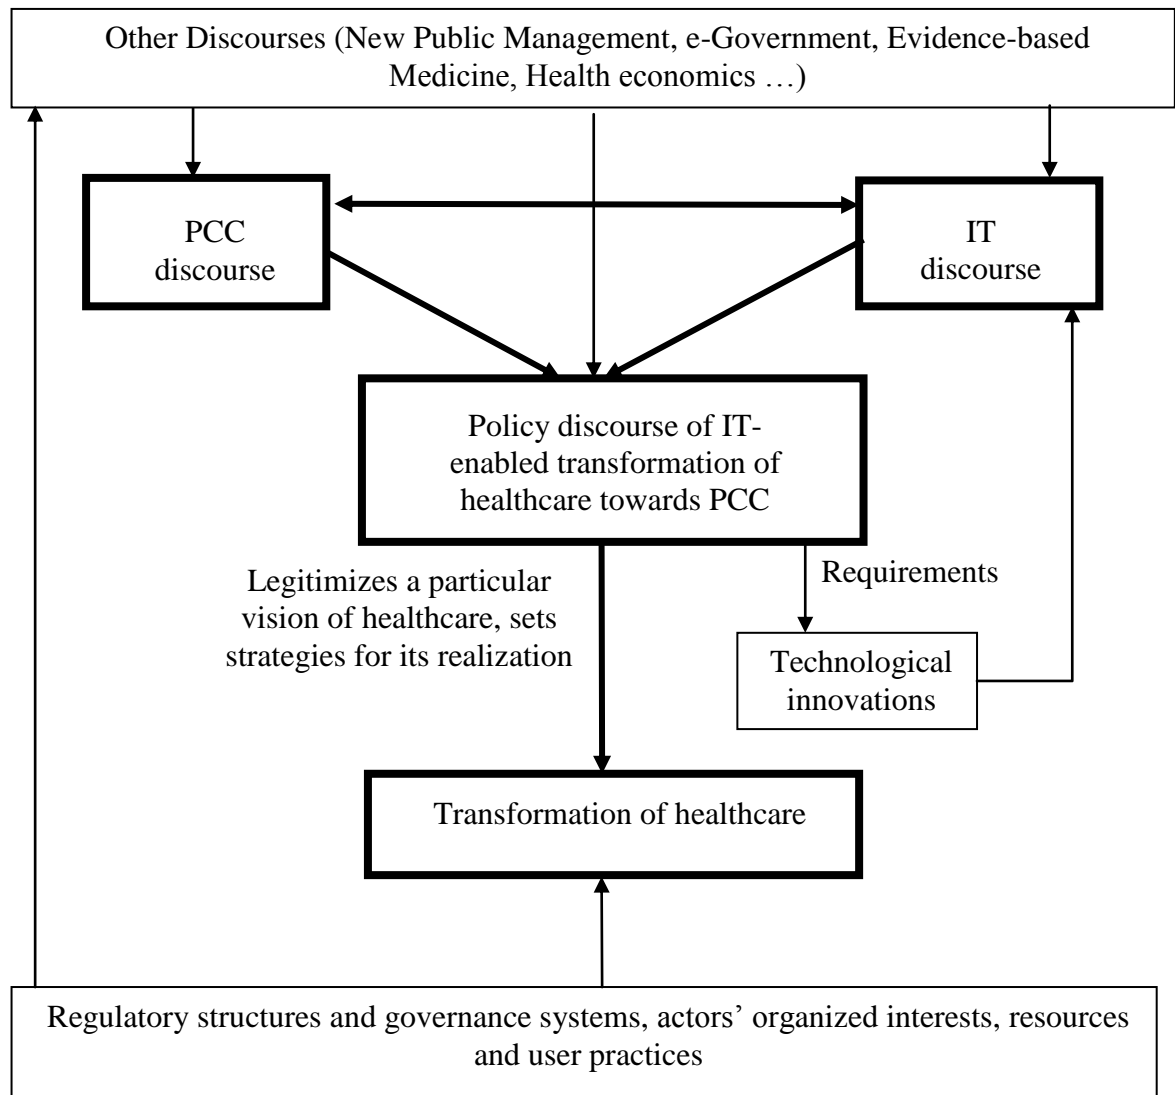 Other Discourses (New Public Management, e-Government, Evidence-based
Medicine, Health economics …)
PCC
discourse
IT
discourse
Policy discourse of IT-
enabled transformation of
healthcare towards PCC
Legitimizes a particular
vision of healthcare, sets
strategies for its realization
Requirements
Technological
innovations
Transformation of healthcare
Regulatory structures and governance systems, actors’ organized interests, resources
and user practices